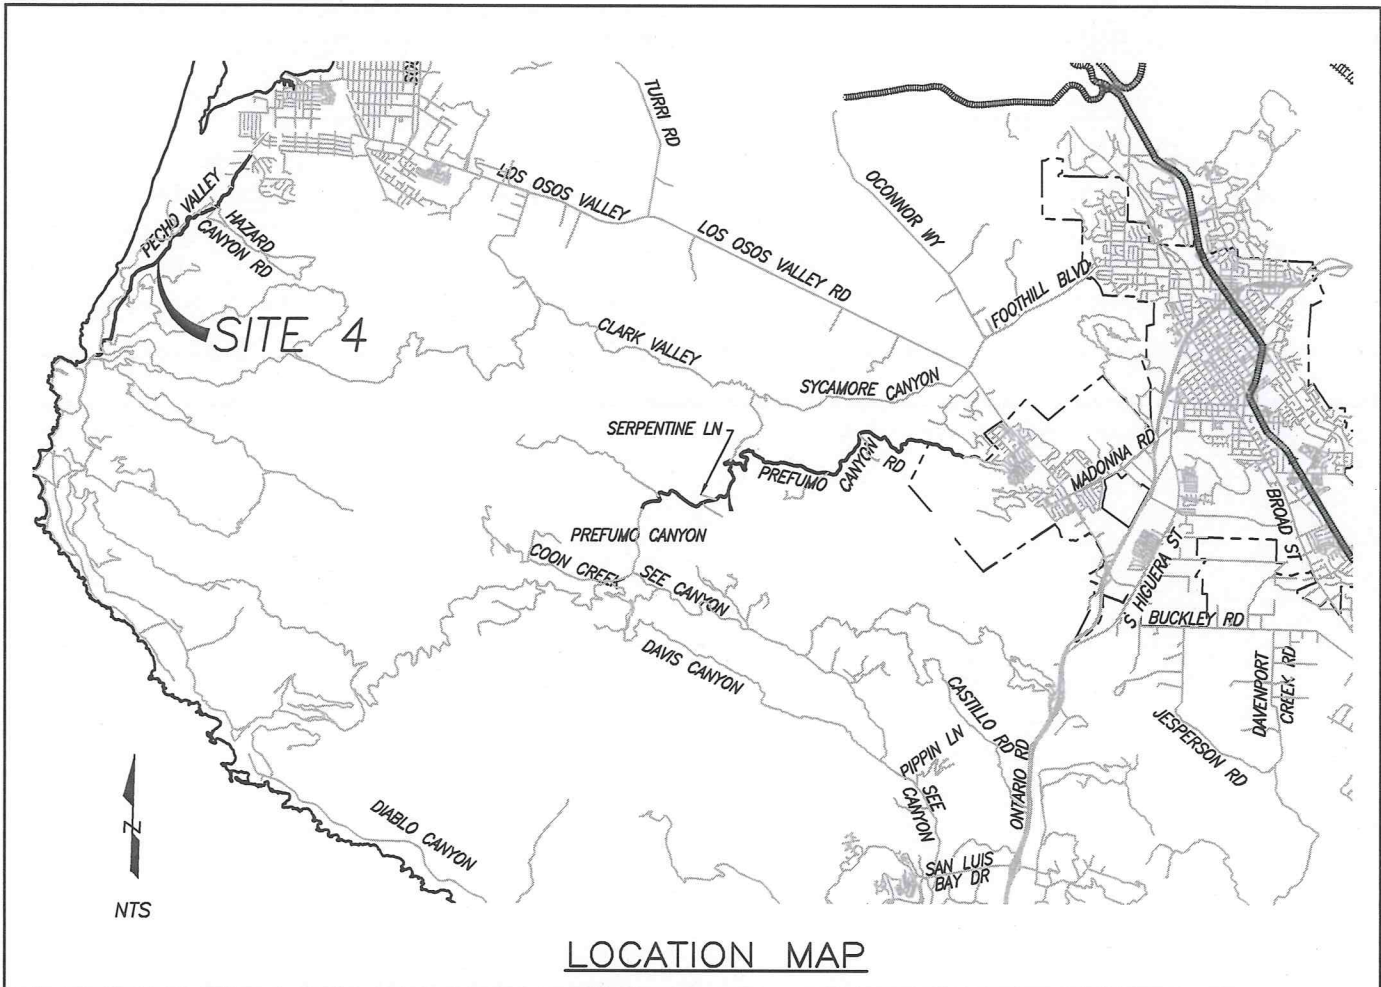 TURRI RD
LOS OSOS VALLEY
PECHO VALLEY
HAZARD
CANYON RD
OCONNOR WY
LOS OSOS VALLEY RD
FOOTHILL BLVD
SITE 4
CLARK VALLEY
SYCAMORE CANYON
SERPENTINE LN
PREFUMO
CANYON
RD
MADONNA RD
BROAD ST
PREFUMO CANYON
COON CREEK
SEE CANYON
S HIGUERA ST
BUCKLEY RD
DAVIS CANYON
DAVENPORT
CREEK RD
CASTILLO RD
JESPERSON RD
PIPPIN LN
ONTARIO RD
SEE
CANYON
DIABLO CANYON
SAN LUIS
BAY DR
N
NTS
LOCATION MAP